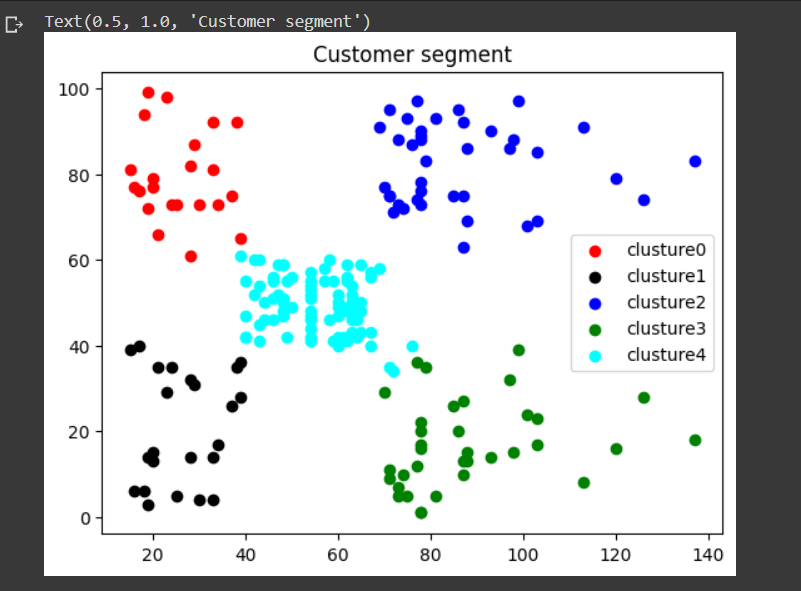 Text(0.5, 1.0, 'Customer segment')
Customer segment
100
80
60
40
20
0
clusture0
clusture1
clusture2
clusture3
clusture4
20 40 60 80 100 120 140